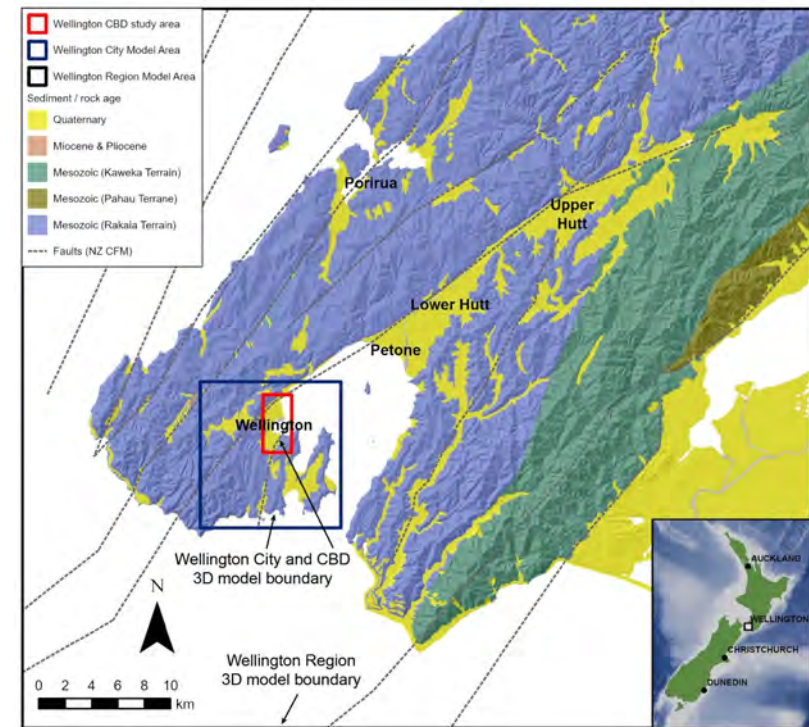 Wellington CBD study area
Wellington City Model Area
Wellington Region Model Area
Sediment / rock age
Quaternary
Miocene & Pliocene
Mesozoic (Kaweka Terrain)
Mesozoic (Pahau Terrane)
Mesozoic (Rakaia Terrain)
Faults (NZ CFM)
Porirua
Upper
Hutt
Lower Hutt
Petone
Wellington
Wellington City and CBD
3D model boundary
N
Wellington Region
3D model boundary
0 2 4 6 8 10
km
AUCKLAND
WELLINGTON
CHRISTCHURCH
DUNEDIN